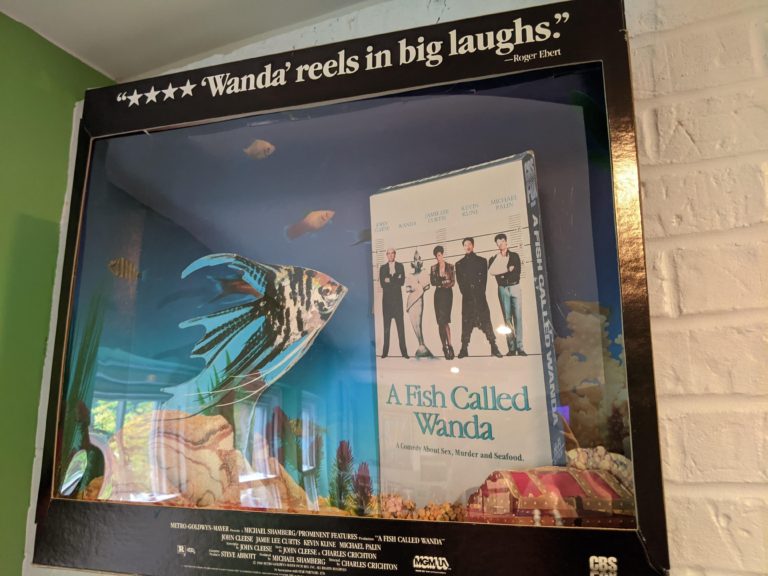 "★★★★ 'Wanda' reels in big laughs."
—Roger Ebert
JOHN CLEESE WANDA JAMIE LEE CURTIS KEVIN KLINE MICHAEL PALIN
A Fish Called
Wanda
A Comedy About Sex, Murder and Seafood.
A FISH CALLED WANDA
METRO-GOLDWYN-MAYER MICHAEL SHAMBURG/PROMINENT FEATURES "A FISH CALLED WANDA"
JOHN CLEESE JAMIE LEE CURTIS KEVIN KLINE MICHAEL PALIN
JOHN CLEESE JOHN CLEESE & CHARLES CRICHTON
STEVE ABBOTT MICHAEL SHAMBERG CHARLES CRICHTON
R
MGM/UA
CBS